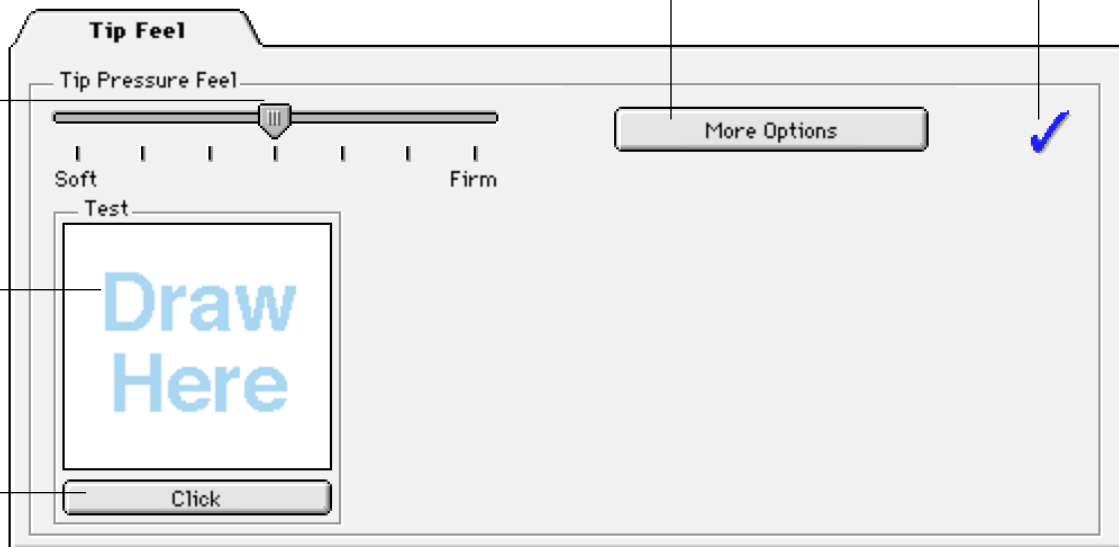 Tip Feel
Tip Pressure Feel
More Options
Soft
Firm
Test
Draw
Here
Click